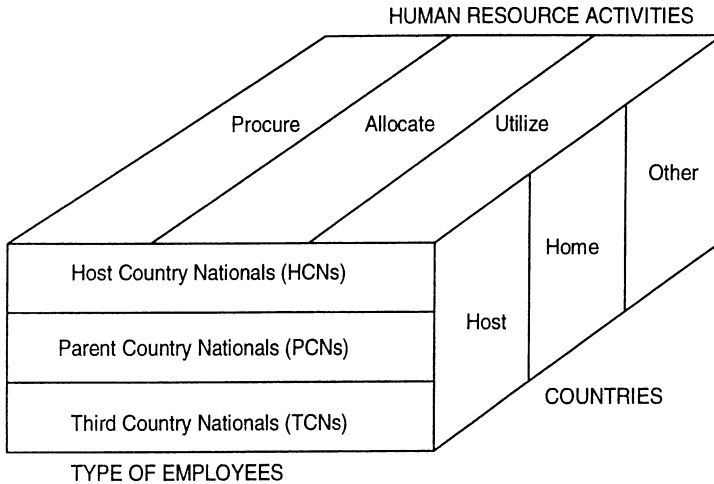 HUMAN RESOURCE ACTIVITIES
Procure
Allocate
Utilize
Other
Home
Host
Host Country Nationals (HCNs)
Parent Country Nationals (PCNs)
Third Country Nationals (TCNs)
COUNTRIES
TYPE OF EMPLOYEES